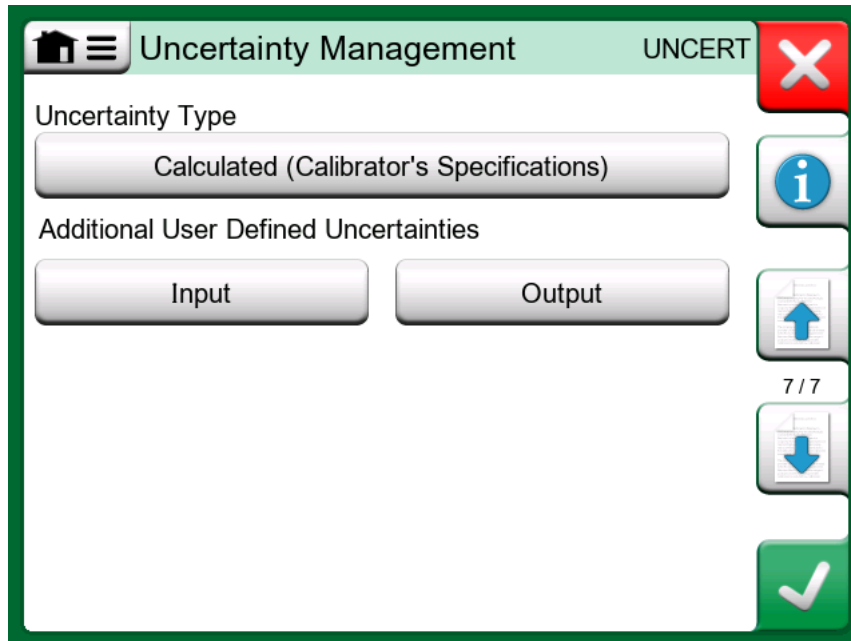 Uncertainty Management UNCERT
Uncertainty Type
Calculated (Calibrator's Specifications)
Additional User Defined Uncertainties
Input Output
7 / 7